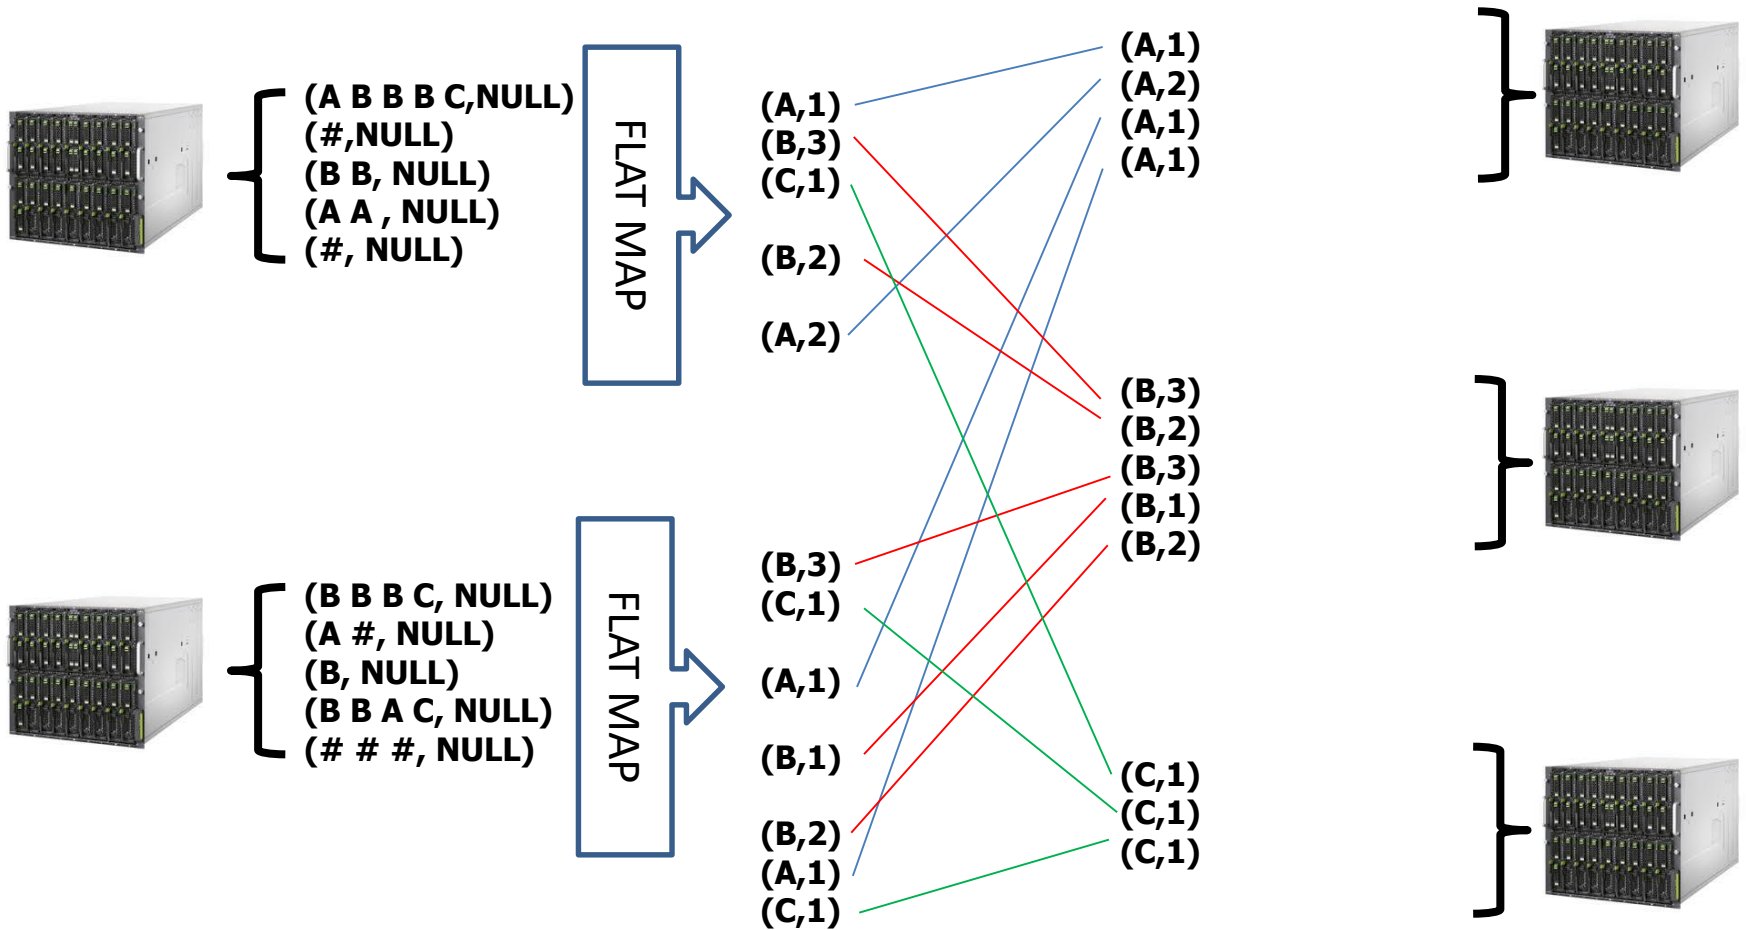 (A B B B C,NULL)
(#,NULL)
(B B, NULL)
(A A , NULL)
(#, NULL)
FLAT MAP
(A,1)
(B,3)
(C,1)
(B,2)
(A,2)
(A,1)
(A,2)
(A,1)
(A,1)
(B,3)
(B,2)
(B,3)
(B,1)
(B,2)
(B B B C, NULL)
(A #, NULL)
(B, NULL)
(B B A C, NULL)
(# # #, NULL)
FLAT MAP
(B,3)
(C,1)
(A,1)
(B,1)
(B,2)
(A,1)
(C,1)
(C,1)
(C,1)
(C,1)